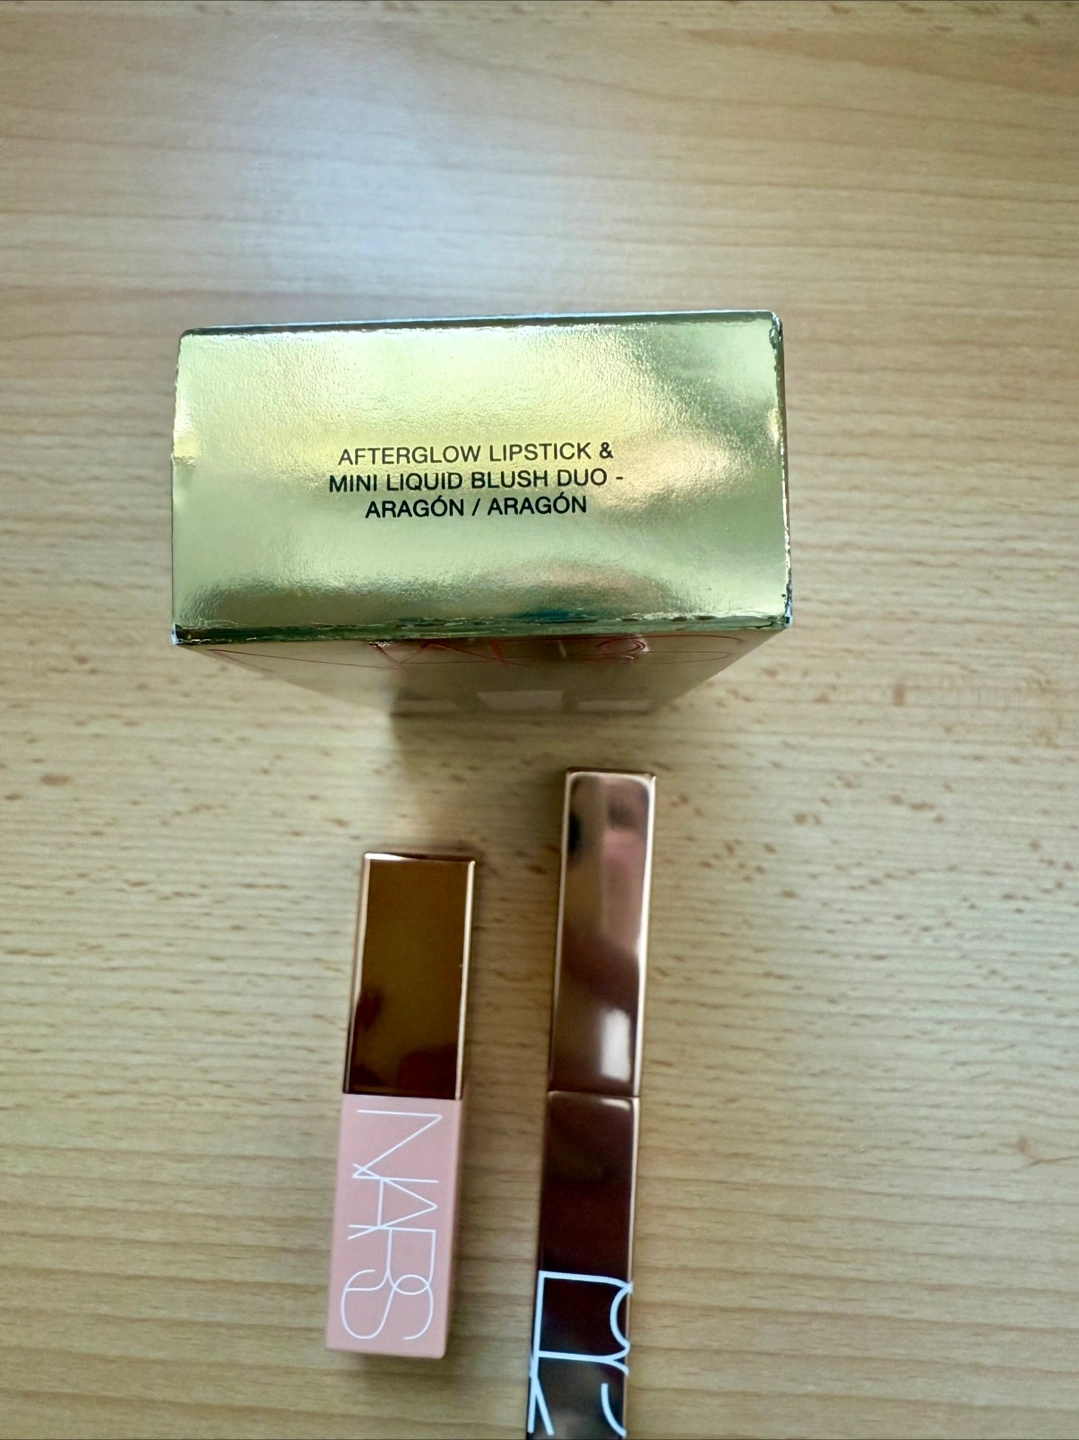 AFTERGLOW LIPSTICK &
MINI LIQUID BLUSH DUO -
ARAGÓN / ARAGÓN
NARS